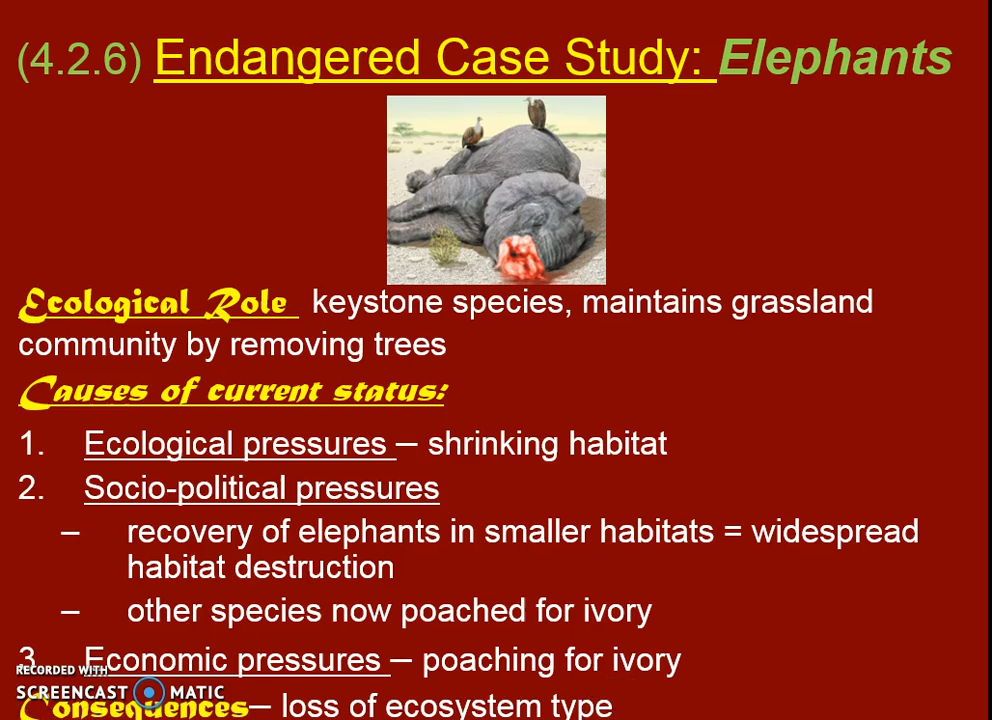 (4.2.6) Endangered Case Study: Elephants
Ecological Role keystone species, maintains grassland
community by removing trees
Causes of current status:
1. Ecological pressures – shrinking habitat
2. Socio-political pressures
– recovery of elephants in smaller habitats = widespread
habitat destruction
– other species now poached for ivory
3. Economic pressures – poaching for ivory
RECORDED WITH
SCREENCAST MATIC
Consequences– loss of ecosystem type